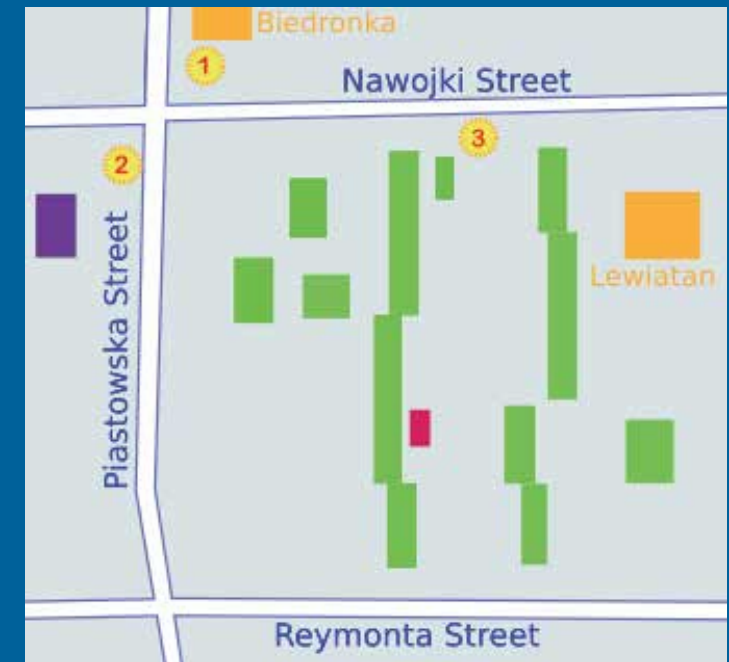 Biedronka
1
Nawojki Street
3
2
Piastowska Street
Lewiatan
Reymonta Street